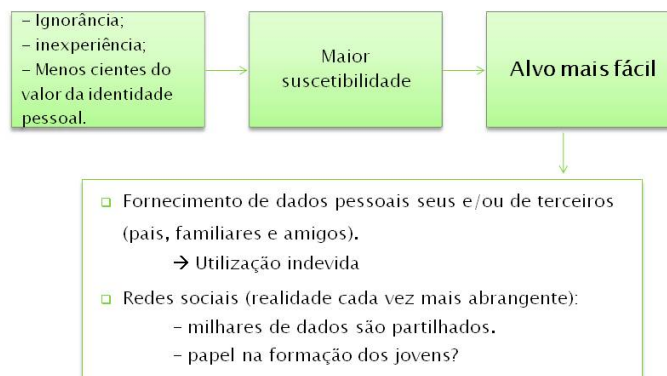 – Ignorância;
– inexperiência;
– Menos cientes do
valor da identidade
pessoal.
Maior
suscetibilidade
Alvo mais fácil
Fornecimento de dados pessoais seus e/ou de terceiros
(pais, familiares e amigos).
→ Utilização indevida
Redes sociais (realidade cada vez mais abrangente):
– milhares de dados são partilhados.
– papel na formação dos jovens?